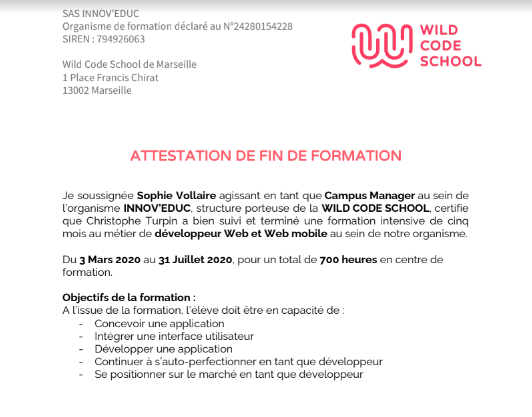 SAS INNOV'EDUC
Organisme de formation déclaré au N°24280154228
SIREN : 794926063
Wild Code School de Marseille
1 Place Francis Chirat
13002 Marseille
WILD
CODE
SCHOOL
ATTESTATION DE FIN DE FORMATION
Je soussignée Sophie Vollaire agissant en tant que Campus Manager au sein de
l'organisme INNOV'EDUC, structure porteuse de la WILD CODE SCHOOL, certifie
que Christophe Turpin a bien suivi et terminé une formation intensive de cinq
mois au métier de développeur Web et Web mobile au sein de notre organisme.
Du 3 Mars 2020 au 31 Juillet 2020, pour un total de 700 heures en centre de
formation.
Objectifs de la formation :
A l'issue de la formation, l'élève doit être en capacité de :
- Concevoir une application
- Intégrer une interface utilisateur
- Développer une application
- Continuer à s'auto-perfectionner en tant que développeur
- Se positionner sur le marché en tant que développeur